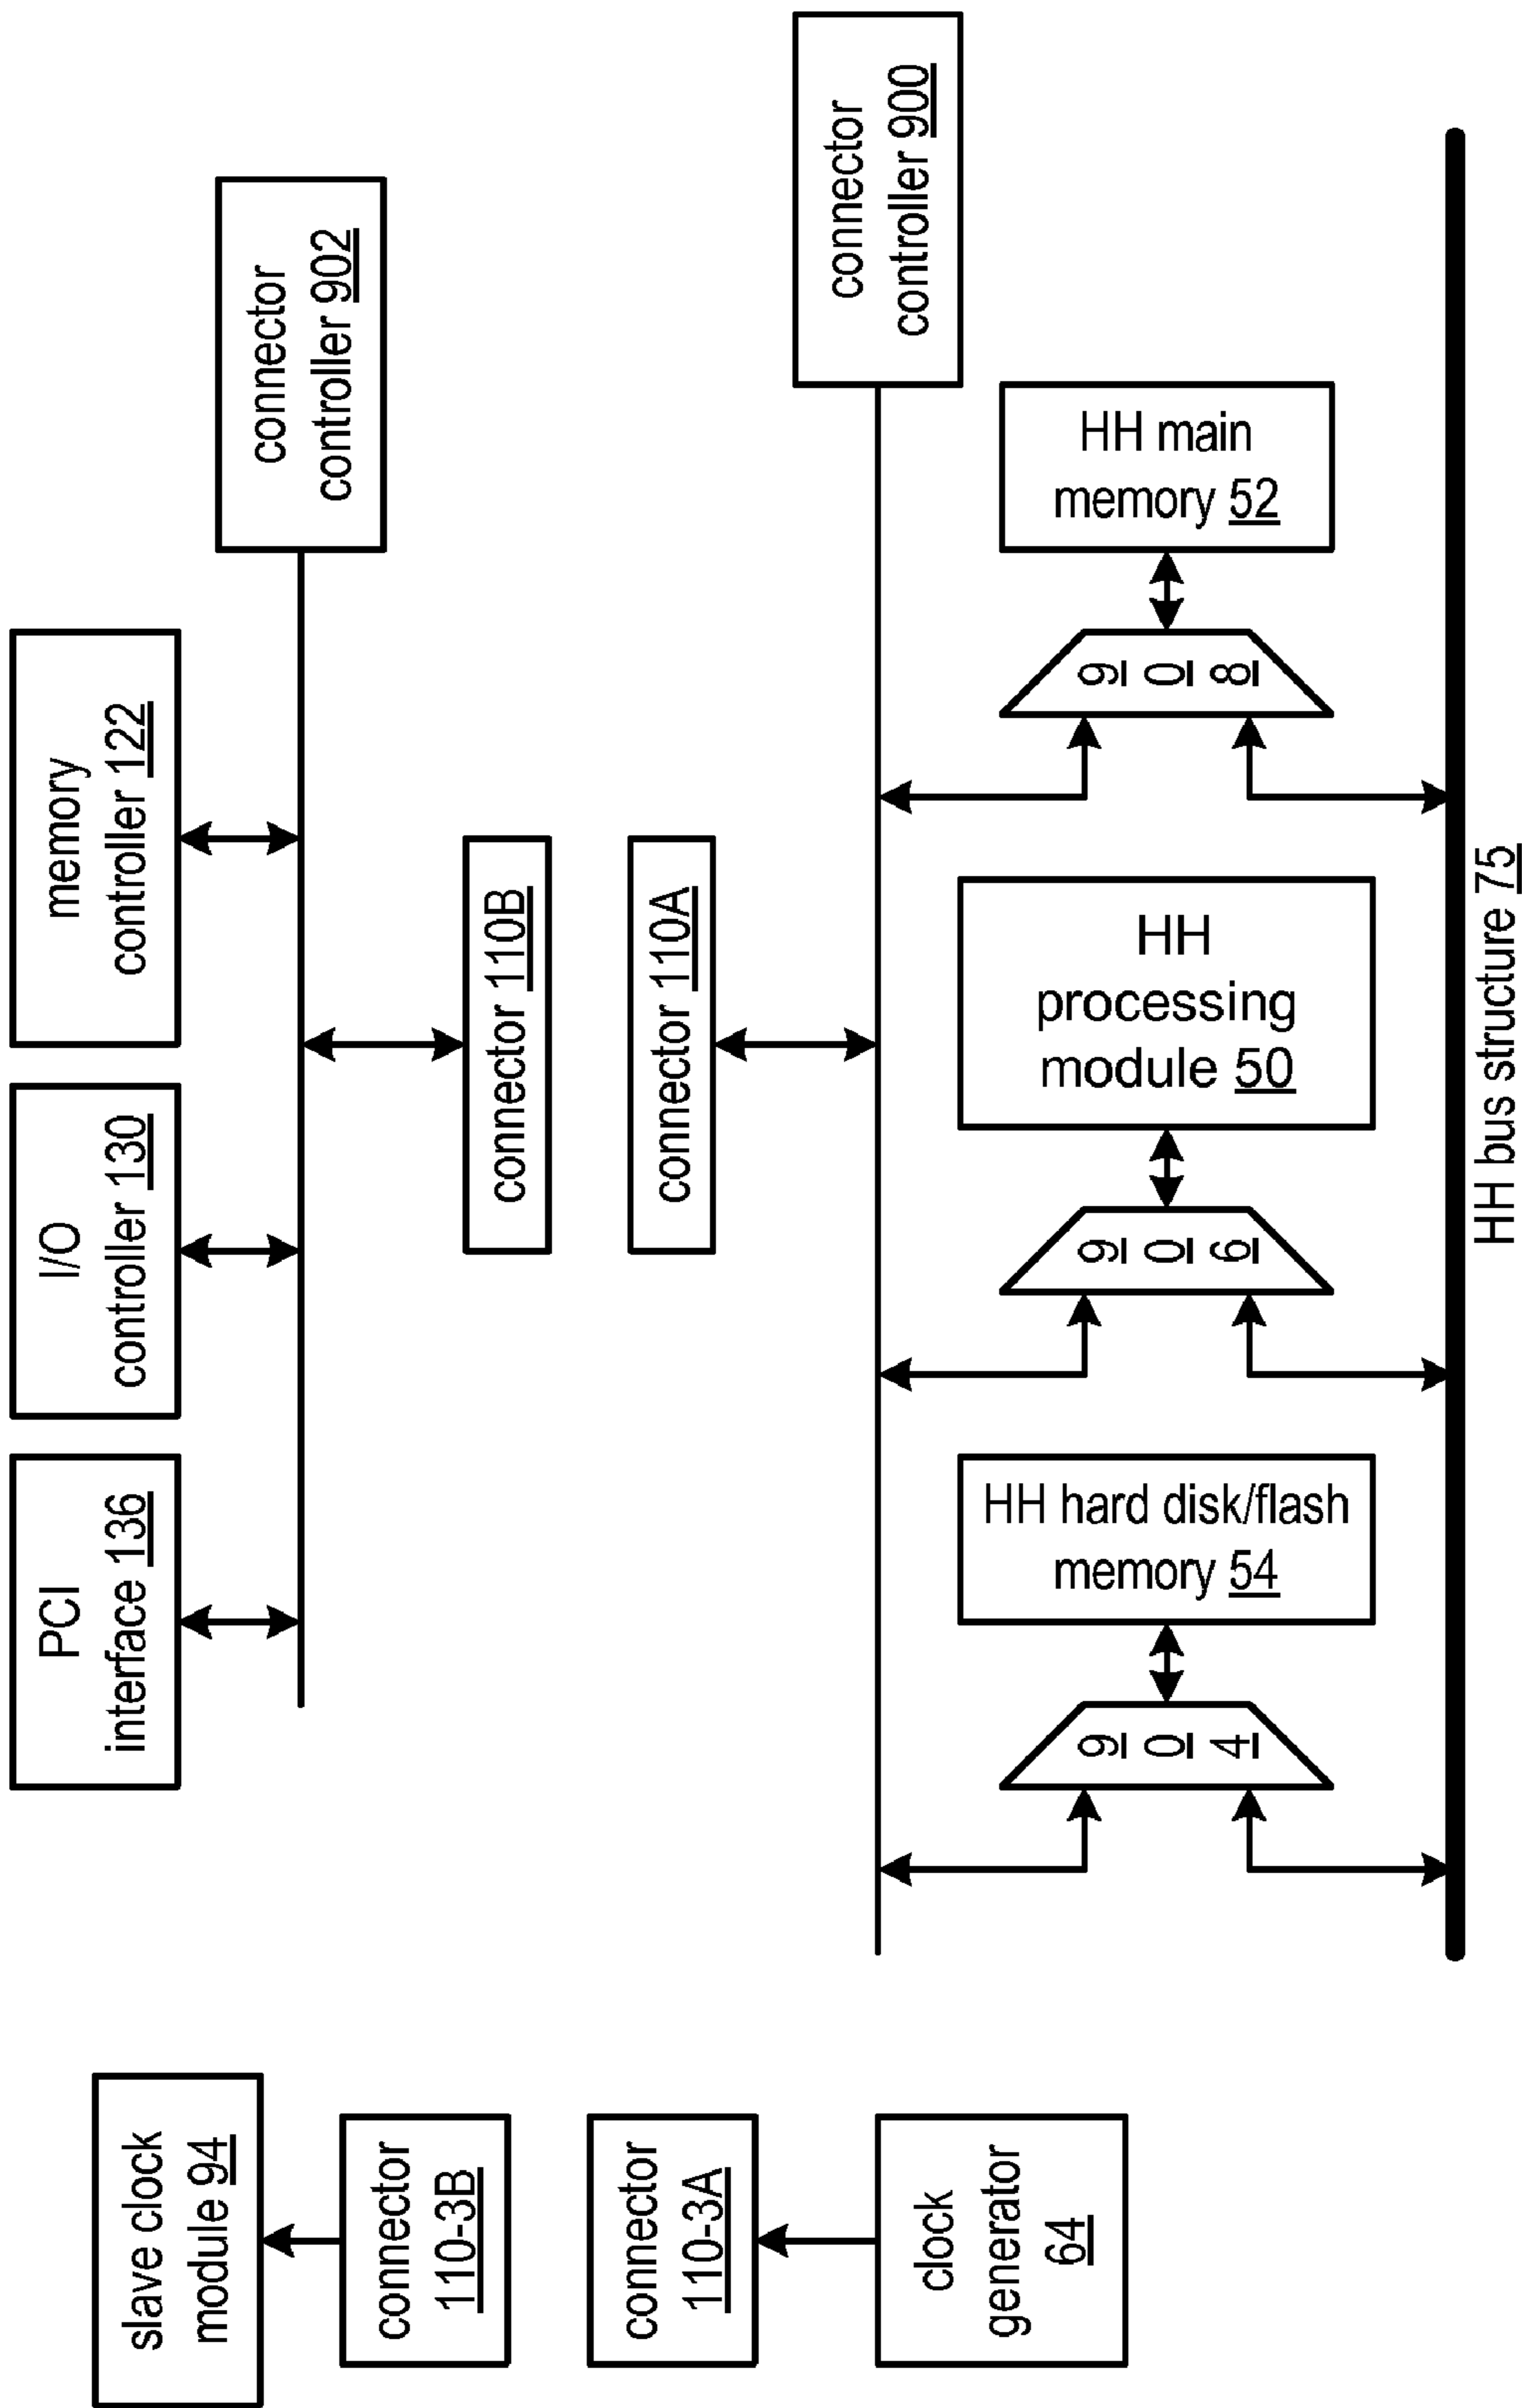 slave clock
module 94
connector
110-3B
connector
110-3A
clock
generator
64
PCI
interface 136
I/O
controller 130
memory
controller 122
connector
controller 902
connector 110B
connector 110A
connector
controller 900
904
HH hard disk/flash
memory 54
906
HH
processing
module 50
908
HH main
memory 52
HH bus structure 75